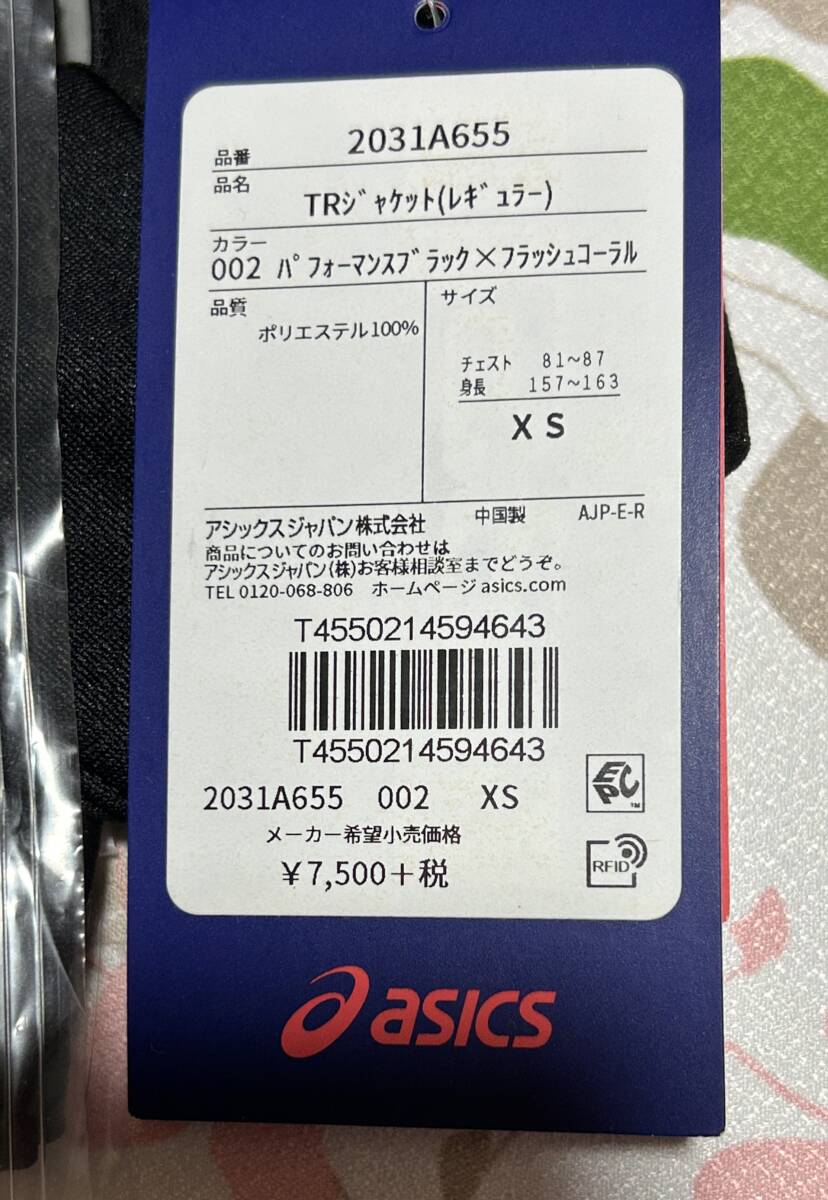 品番 2031A655
品名
TRジャケット(レギュラー)
カラー
002 パフォーマンスブラック×フラッシュコーラル
品質
ポリエステル100%
サイズ
チェスト 81~87
身長 157~163
XS
アシックスジャパン株式会社 中国製 AJP-E-R
商品についてのお問い合わせは
アシックスジャパン(株)お客様相談室までどうぞ。
TEL 0120-068-806 ホームページ asics.com
T4550214594643
T4550214594643
2031A655 002 XS
EPC ™
メーカー希望小売価格
¥7,500+税
RFID
asics